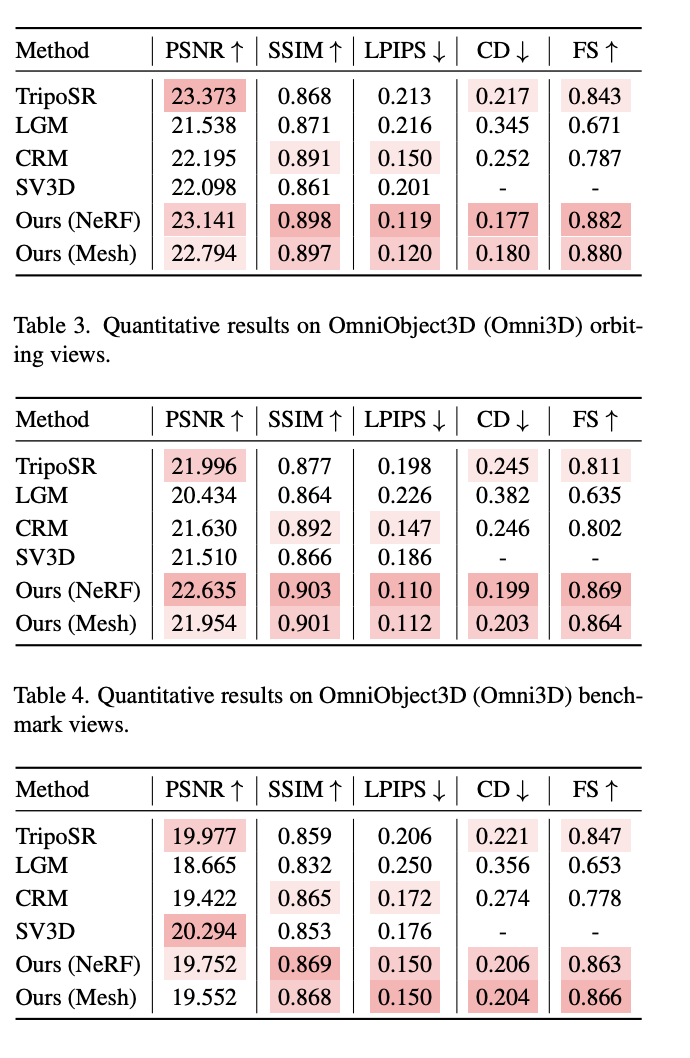 Method PSNR ↑ SSIM ↑ LPIPS ↓ CD ↓ FS ↑
TripoSR 23.373 0.868 0.213 0.217 0.843
LGM 21.538 0.871 0.216 0.345 0.671
CRM 22.195 0.891 0.150 0.252 0.787
SV3D 22.098 0.861 0.201 - -
Ours (NeRF) 23.141 0.898 0.119 0.177 0.882
Ours (Mesh) 22.794 0.897 0.120 0.180 0.880
Table 3. Quantitative results on OmniObject3D (Omni3D) orbit-
ing views.
Method PSNR ↑ SSIM ↑ LPIPS ↓ CD ↓ FS ↑
TripoSR 21.996 0.877 0.198 0.245 0.811
LGM 20.434 0.864 0.226 0.382 0.635
CRM 21.630 0.892 0.147 0.246 0.802
SV3D 21.510 0.866 0.186 - -
Ours (NeRF) 22.635 0.903 0.110 0.199 0.869
Ours (Mesh) 21.954 0.901 0.112 0.203 0.864
Table 4. Quantitative results on OmniObject3D (Omni3D) bench-
mark views.
Method PSNR ↑ SSIM ↑ LPIPS ↓ CD ↓ FS ↑
TripoSR 19.977 0.859 0.206 0.221 0.847
LGM 18.665 0.832 0.250 0.356 0.653
CRM 19.422 0.865 0.172 0.274 0.778
SV3D 20.294 0.853 0.176 - -
Ours (NeRF) 19.752 0.869 0.150 0.206 0.863
Ours (Mesh) 19.552 0.868 0.150 0.204 0.866